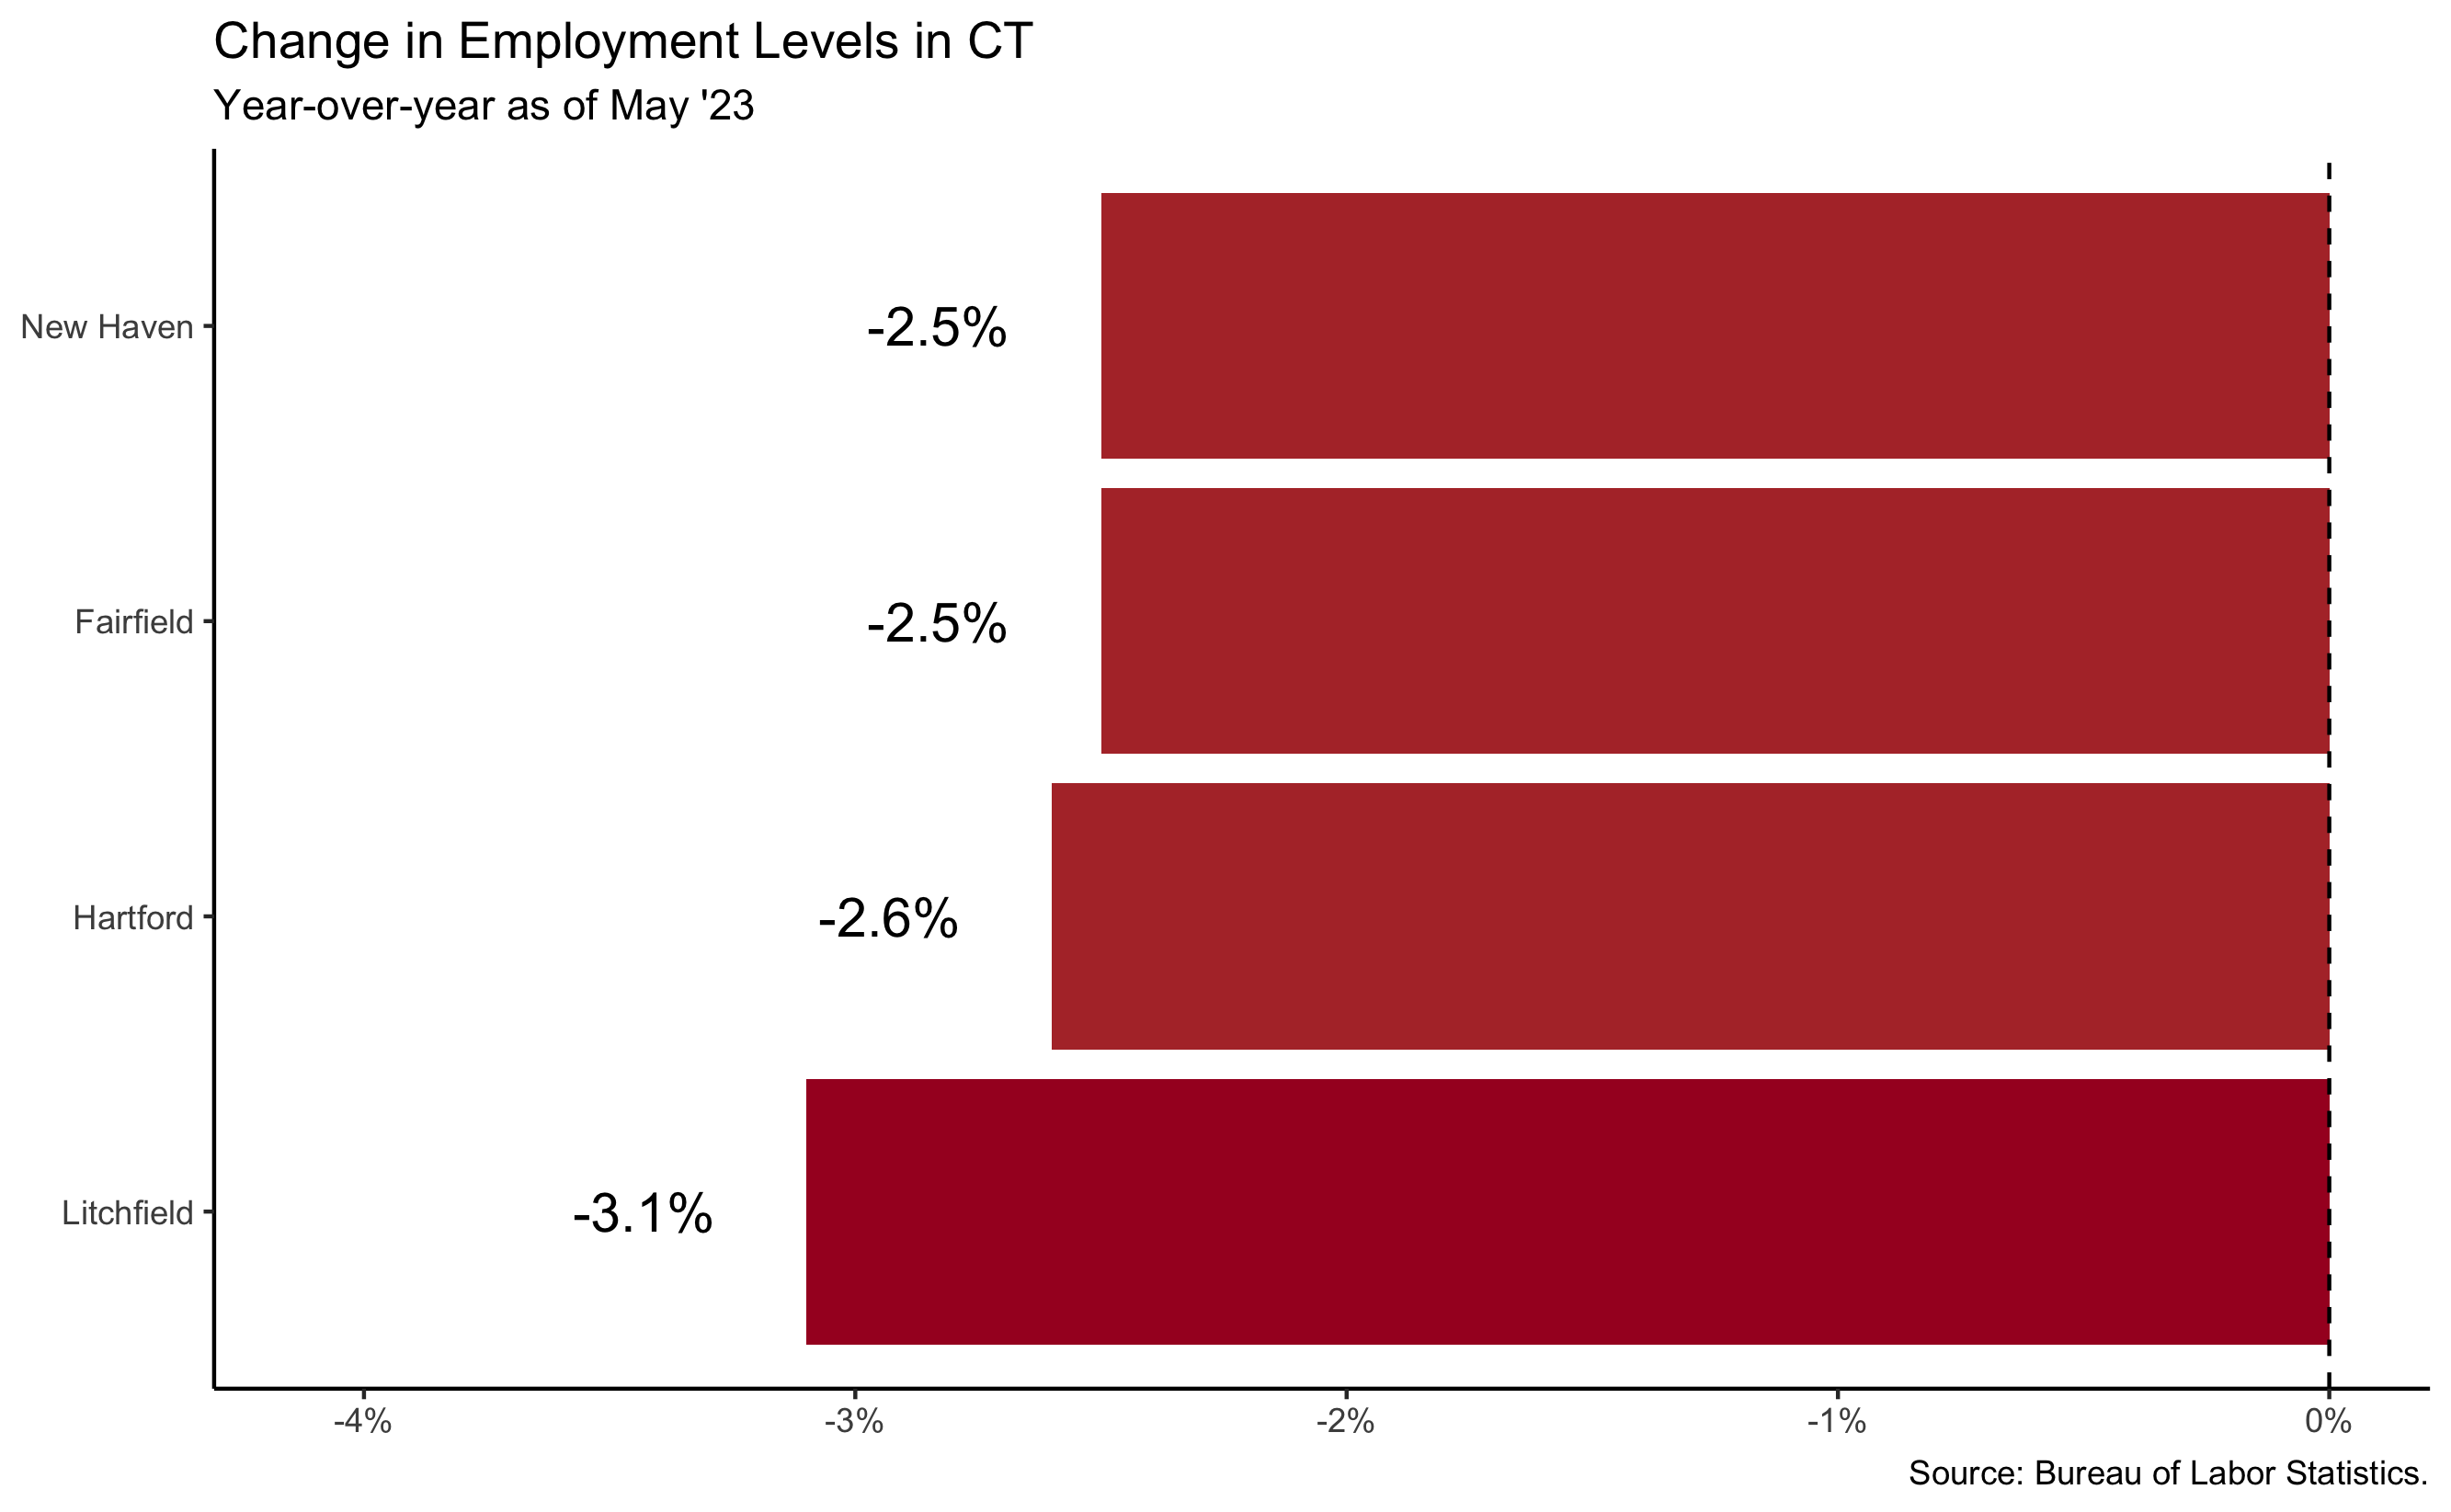 Change in Employment Levels in CT
Year-over-year as of May '23
New Haven
-2.5%
Fairfield
-2.5%
Hartford
-2.6%
Litchfield
-3.1%
-4%
-3%
-2%
-1%
0%
Source: Bureau of Labor Statistics.